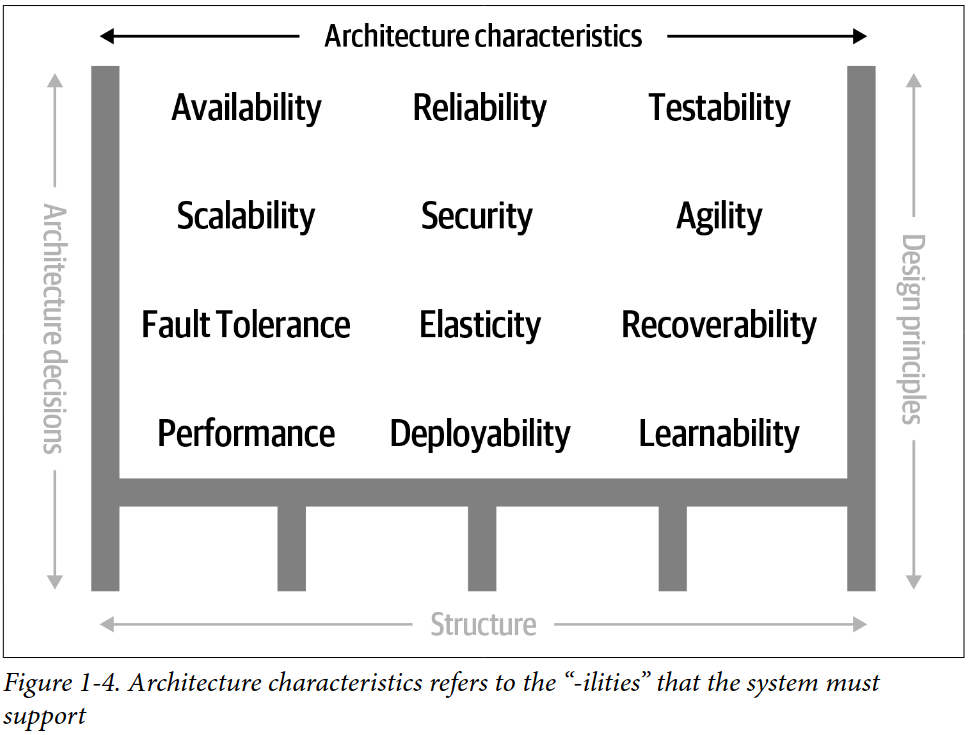 Architecture characteristics
Architecture decisions
Availability Reliability Testability
Scalability Security Agility
Fault Tolerance Elasticity Recoverability
Performance Deployability Learnability
Design principles
Structure
Figure 1-4. Architecture characteristics refers to the “-ilities” that the system must
support